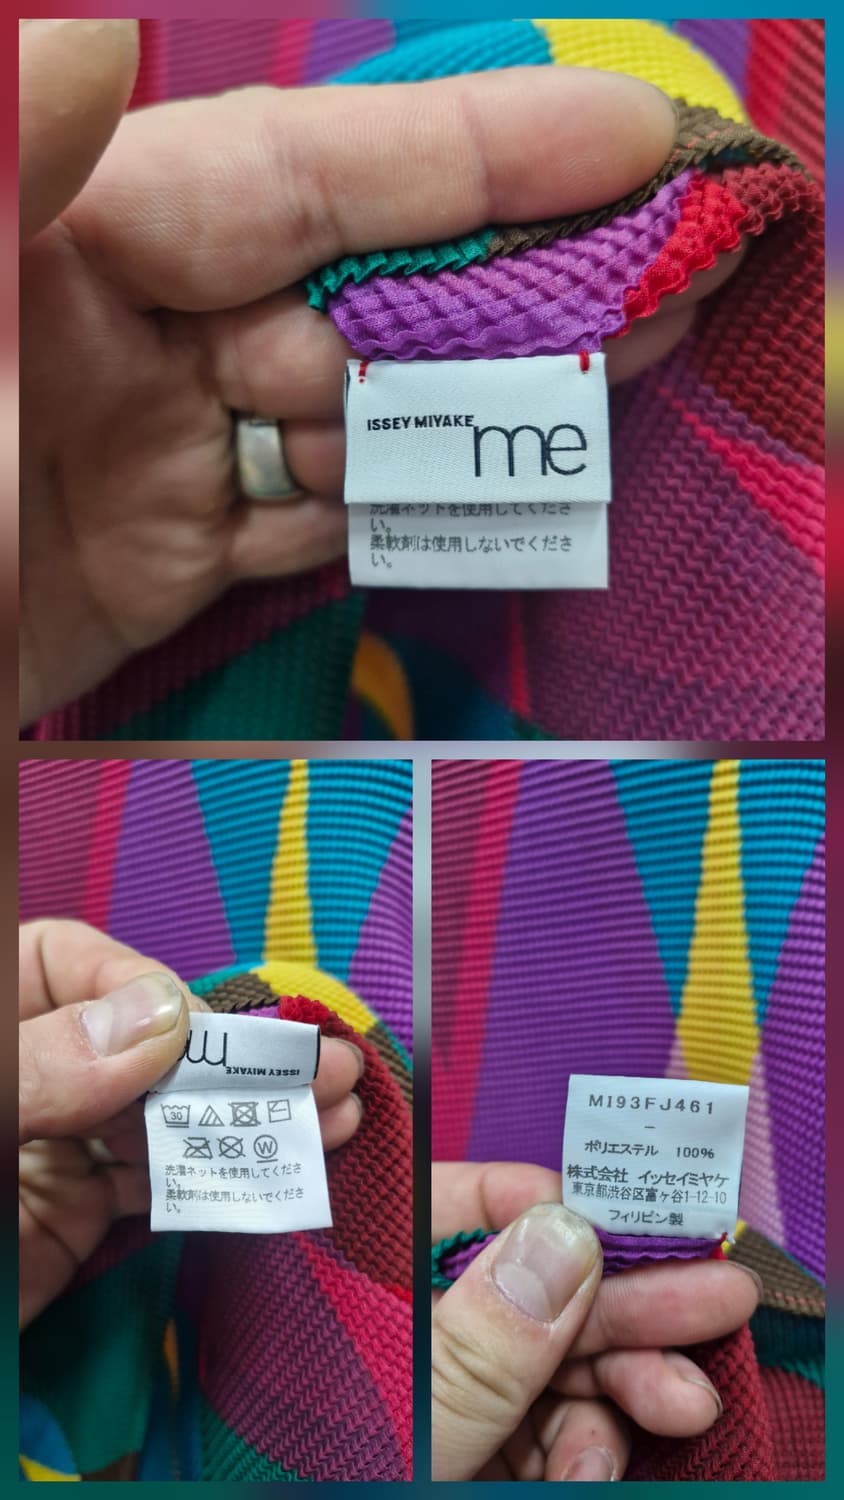 ISSEY MIYAKE me
洗濯ネットを使用してくださ
い。
柔軟剤は使用しないでくださ
い。
me
ISSEY MIYAKE
30
W
洗濯ネットを使用してくださ
い。
柔軟剤は使用しないでくださ
い。
MI93FJ461
–
ポリエステル 100%
株式会社 イッセイミヤケ
東京都渋谷区富ヶ谷1-12-10
フィリピン製